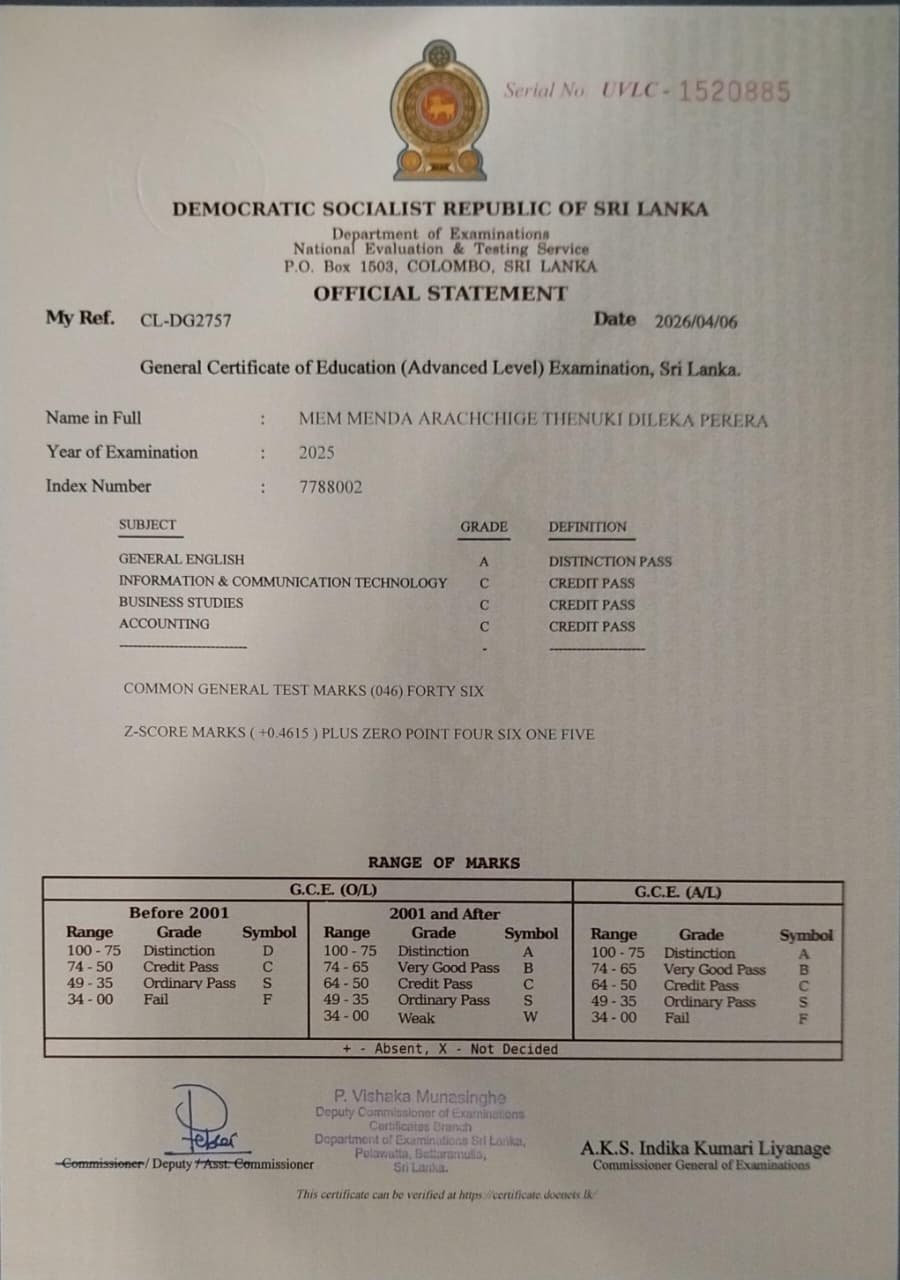 Serial No UVLC - 1520885
DEMOCRATIC SOCIALIST REPUBLIC OF SRI LANKA
Department of Examinations
National Evaluation & Testing Service
P.O. Box 1503, COLOMBO, SRI LANKA
OFFICIAL STATEMENT
My Ref. CL-DG2757 Date 2026/04/06
General Certificate of Education (Advanced Level) Examination, Sri Lanka.
Name in Full : MEM MENDA ARACHCHIGE THENUKI DILEKA PERERA
Year of Examination : 2025
Index Number : 7788002
SUBJECT GRADE DEFINITION
GENERAL ENGLISH A DISTINCTION PASS
INFORMATION & COMMUNICATION TECHNOLOGY C CREDIT PASS
BUSINESS STUDIES C CREDIT PASS
ACCOUNTING C CREDIT PASS
---------------------------- - ---------------------
COMMON GENERAL TEST MARKS (046) FORTY SIX
Z-SCORE MARKS ( +0.4615 ) PLUS ZERO POINT FOUR SIX ONE FIVE
RANGE OF MARKS
G.C.E. (O/L) G.C.E. (A/L)
Before 2001 2001 and After
Range Grade Symbol Range Grade Symbol Range Grade Symbol
100 - 75 Distinction D 100 - 75 Distinction A 100 - 75 Distinction A
74 - 50 Credit Pass C 74 - 65 Very Good Pass B 74 - 65 Very Good Pass B
49 - 35 Ordinary Pass S 64 - 50 Credit Pass C 64 - 50 Credit Pass C
34 - 00 Fail F 49 - 35 Ordinary Pass S 49 - 35 Ordinary Pass S
34 - 00 Weak W 34 - 00 Fail F
+ - Absent, X - Not Decided
P. Vishaka Munasinghe
Deputy Commissioner of Examinations
Certificates Branch
Department of Examinations Sri Lanka,
Pelawatta, Battaramulla,
Sri Lanka.
Commissioner / Deputy / Asst. Commissioner
A.K.S. Indika Kumari Liyanage
Commissioner General of Examinations
This certificate can be verified at https://certificate.doenets.lk/